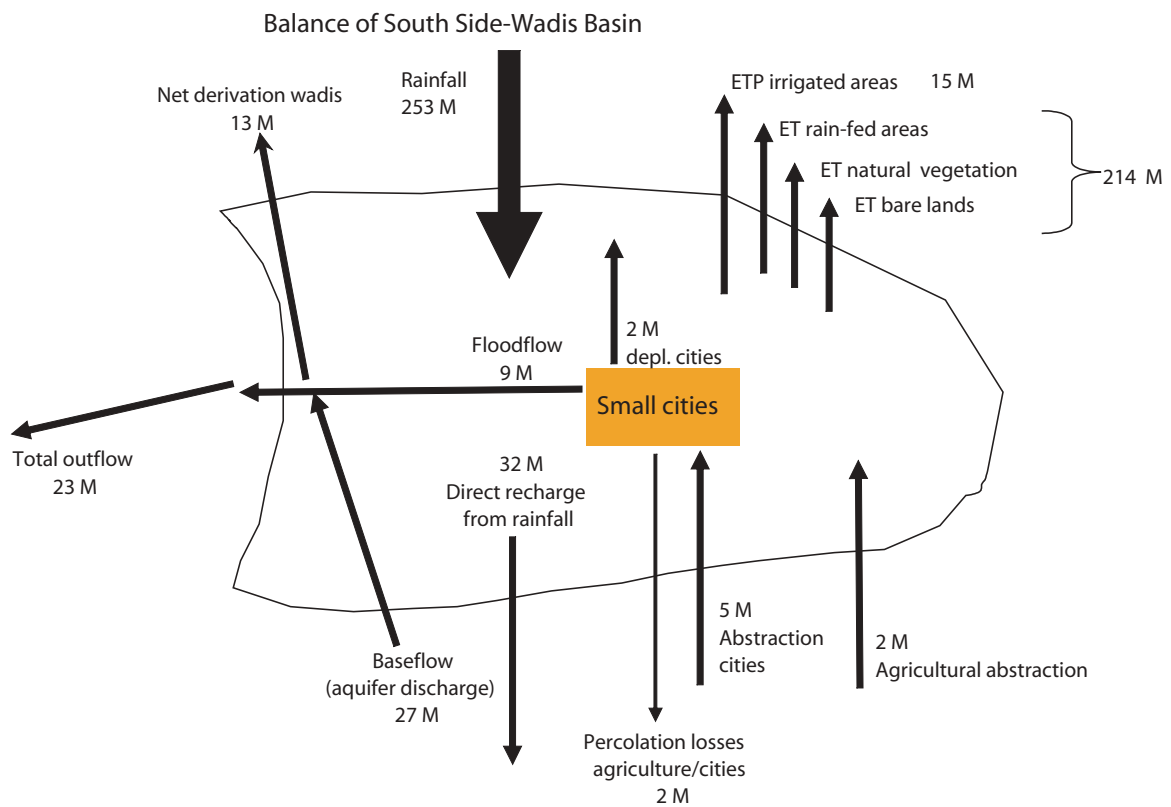 Balance of South Side-Wadis Basin
Net derivation wadis
13 M
Rainfall
253 M
ETP irrigated areas 15 M
ET rain-fed areas
ET natural vegetation
ET bare lands
214 M
2 M
depl. cities
Floodflow
9 M
Small cities
Total outflow
23 M
32 M
Direct recharge
from rainfall
5 M
Abstraction
cities
2 M
Agricultural abstraction
Baseflow
(aquifer discharge)
27 M
Percolation losses
agriculture/cities
2 M